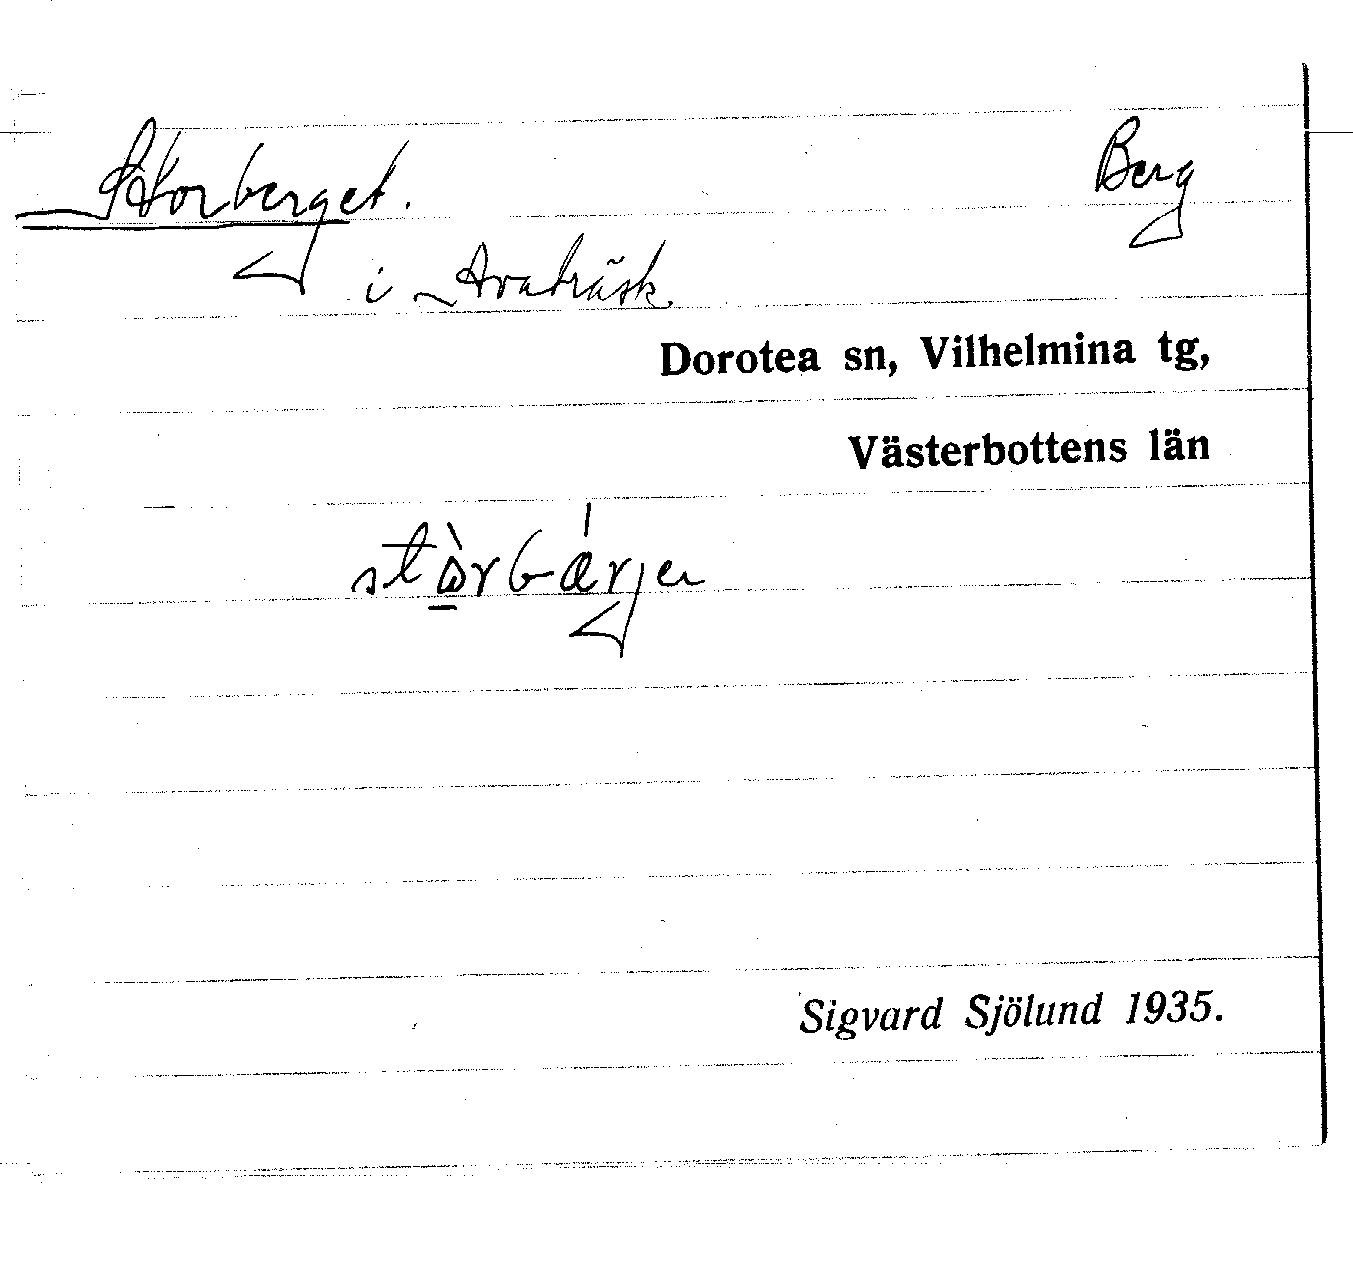 Storberget. Berg
i Avaträsk
Dorotea sn, Vilhelmina tg,
Västerbottens län
Sigvard Sjölund 1935.